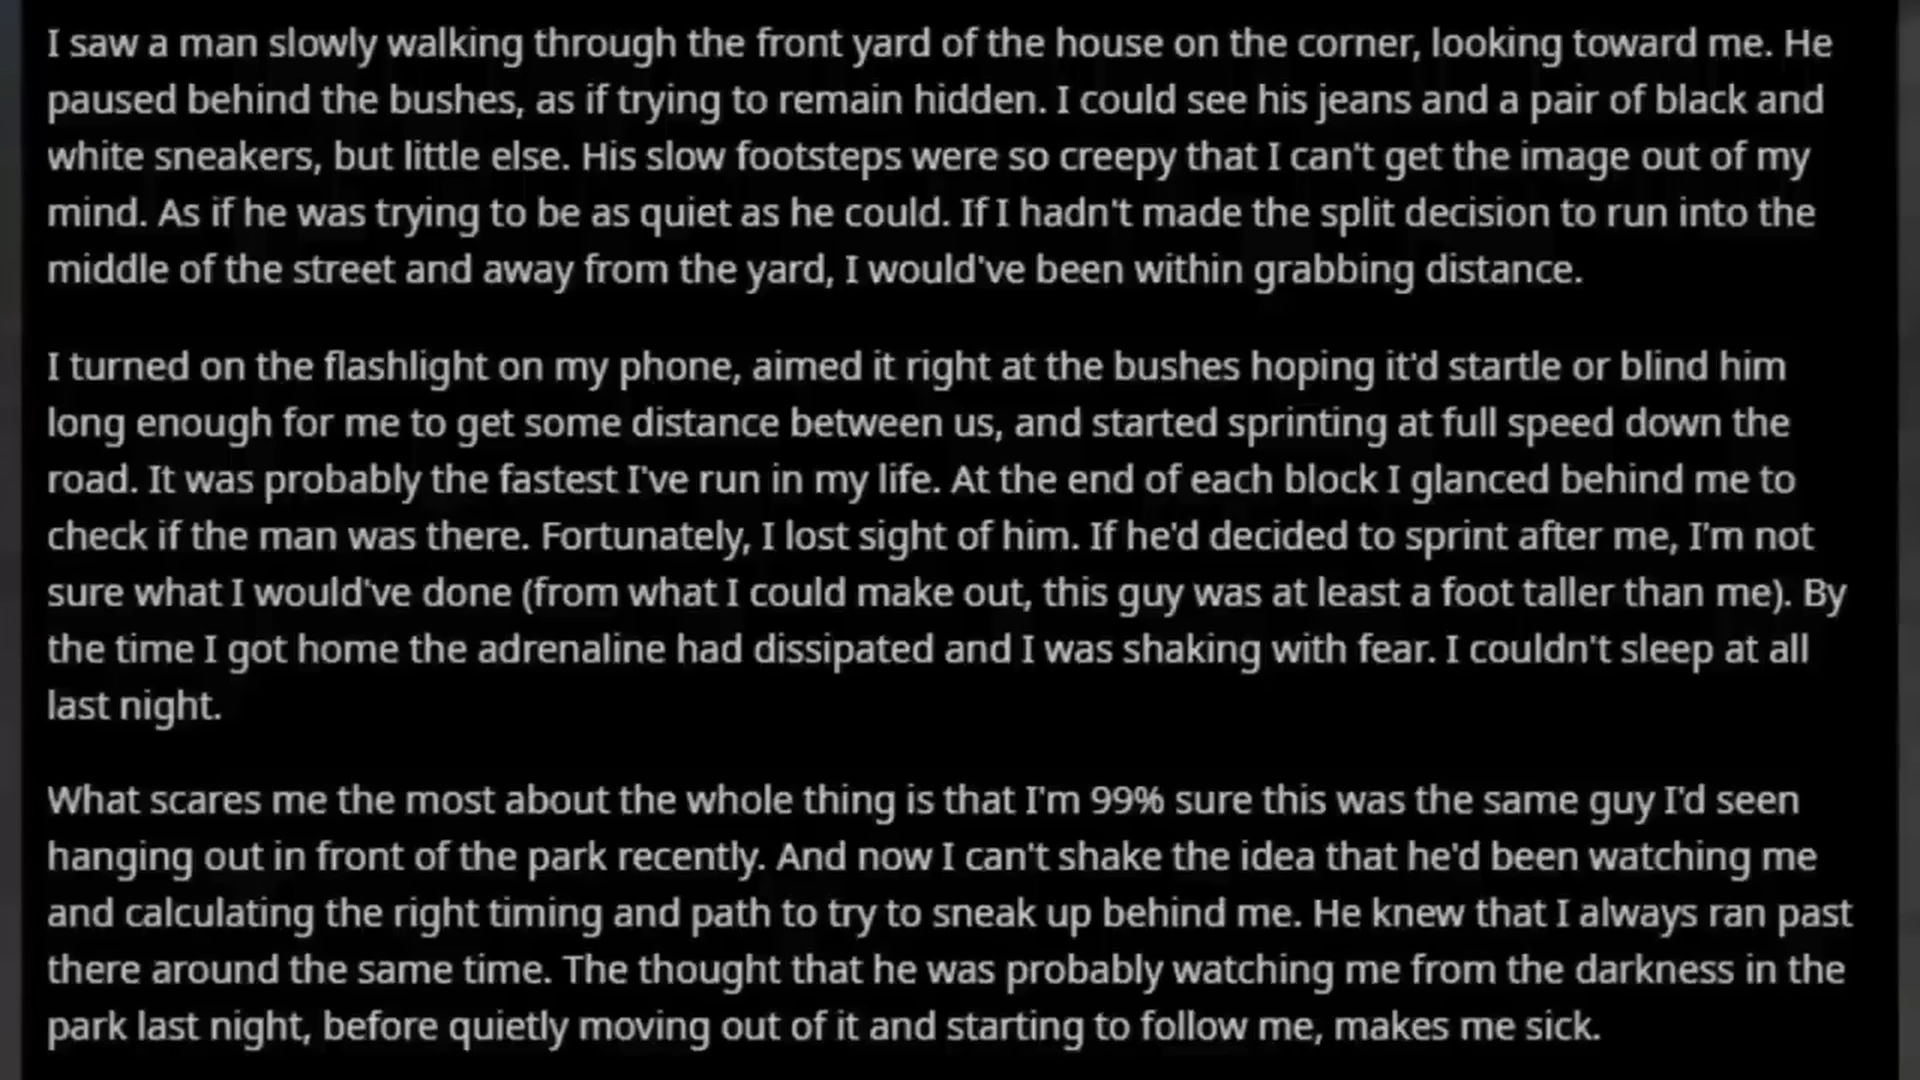 I saw a man slowly walking through the front yard of the house on the corner, looking toward me. He
paused behind the bushes, as if trying to remain hidden. I could see his jeans and a pair of black and
white sneakers, but little else. His slow footsteps were so creepy that I can't get the image out of my
mind. As if he was trying to be as quiet as he could. If I hadn't made the split decision to run into the
middle of the street and away from the yard, I would've been within grabbing distance.
I turned on the flashlight on my phone, aimed it right at the bushes hoping it'd startle or blind him
long enough for me to get some distance between us, and started sprinting at full speed down the
road. It was probably the fastest I've run in my life. At the end of each block I glanced behind me to
check if the man was there. Fortunately, I lost sight of him. If he'd decided to sprint after me, I'm not
sure what I would've done (from what I could make out, this guy was at least a foot taller than me). By
the time I got home the adrenaline had dissipated and I was shaking with fear. I couldn't sleep at all
last night.
What scares me the most about the whole thing is that I'm 99% sure this was the same guy I'd seen
hanging out in front of the park recently. And now I can't shake the idea that he'd been watching me
and calculating the right timing and path to try to sneak up behind me. He knew that I always ran past
there around the same time. The thought that he was probably watching me from the darkness in the
park last night, before quietly moving out of it and starting to follow me, makes me sick.